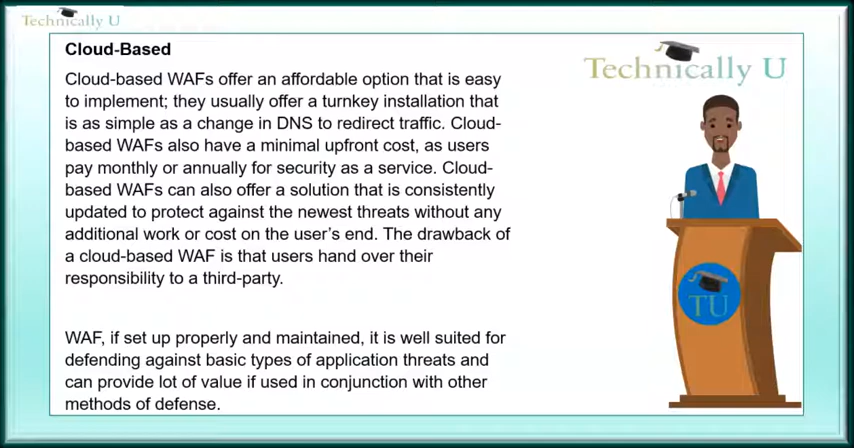 Technically U
Technically U
Cloud-Based
Cloud-based WAFs offer an affordable option that is easy
to implement; they usually offer a turnkey installation that
is as simple as a change in DNS to redirect traffic. Cloud-
based WAFs also have a minimal upfront cost, as users
pay monthly or annually for security as a service. Cloud-
based WAFs can also offer a solution that is consistently
updated to protect against the newest threats without any
additional work or cost on the user’s end. The drawback of
a cloud-based WAF is that users hand over their
responsibility to a third-party.
WAF, if set up properly and maintained, it is well suited for
defending against basic types of application threats and
can provide lot of value if used in conjunction with other
methods of defense.
TU